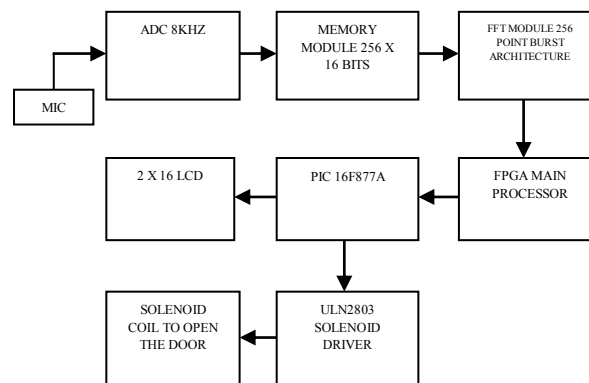 ADC 8KHZ
MEMORY
MODULE 256 X
16 BITS
FFT MODULE 256
POINT BURST
ARCHITECTURE
MIC
2 X 16 LCD
PIC 16F877A
FPGA MAIN
PROCESSOR
SOLENOID
COIL TO OPEN
THE DOOR
ULN2803
SOLENOID
DRIVER